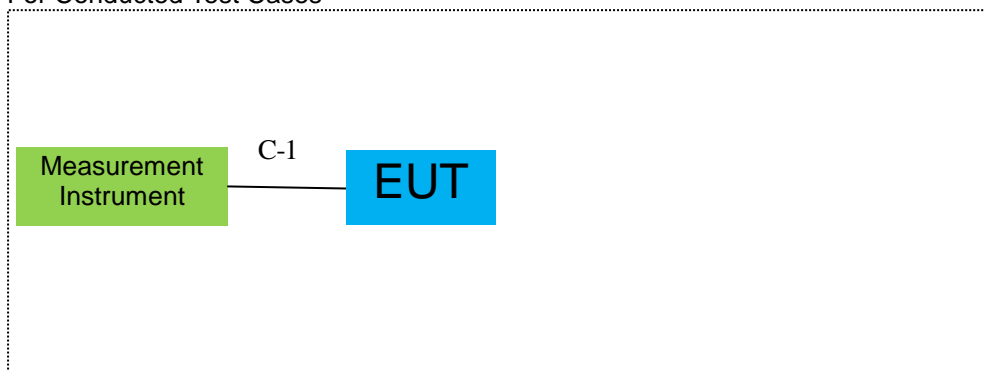 For Conducted Test Cases
C-1
Measurement
Instrument
EUT